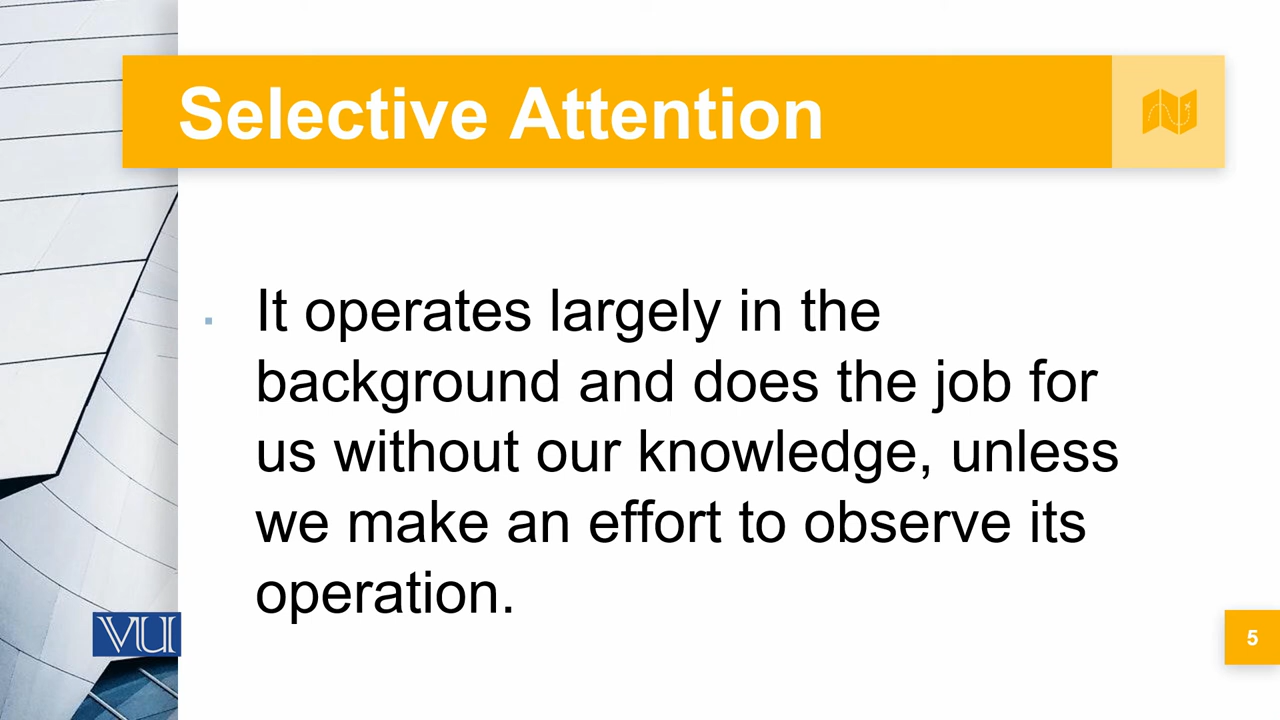 Selective Attention
It operates largely in the
background and does the job for
us without our knowledge, unless
we make an effort to observe its
operation.
VU
5